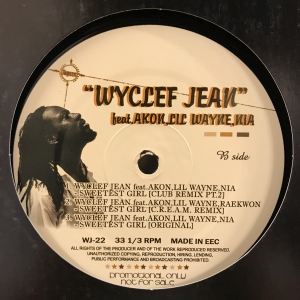 "WYCLEF JEAN"
feat.AKON,LIL WAYNE,NIA
B side
1. WYCLEF JEAN feat.AKON,LIL WAYNE,NIA
"SWEETEST GIRL [CLUB REMIX PT.2]
2. WYCLEF JEAN feat.AKON,LIL WAYNE,RAEKWON
"SWEETEST GIRL [C.R.E.A.M. REMIX]
3. WYCLEF JEAN feat.AKON,LIL WAYNE,NIA
"SWEETEST GIRL [ORIGINAL]
WJ-22 33 1/3 RPM MADE IN EEC
ALL RIGHTS OF THE PRODUCER AND OF THE WORK REPRODUCED RESERVED.
UNAUTHORIZED COPYING, REPRODUCTION, HIRING, LENDING,
PUBLIC PERFORMANCE AND BROADCASTING PROHIBITED.
promotional only
not for sale